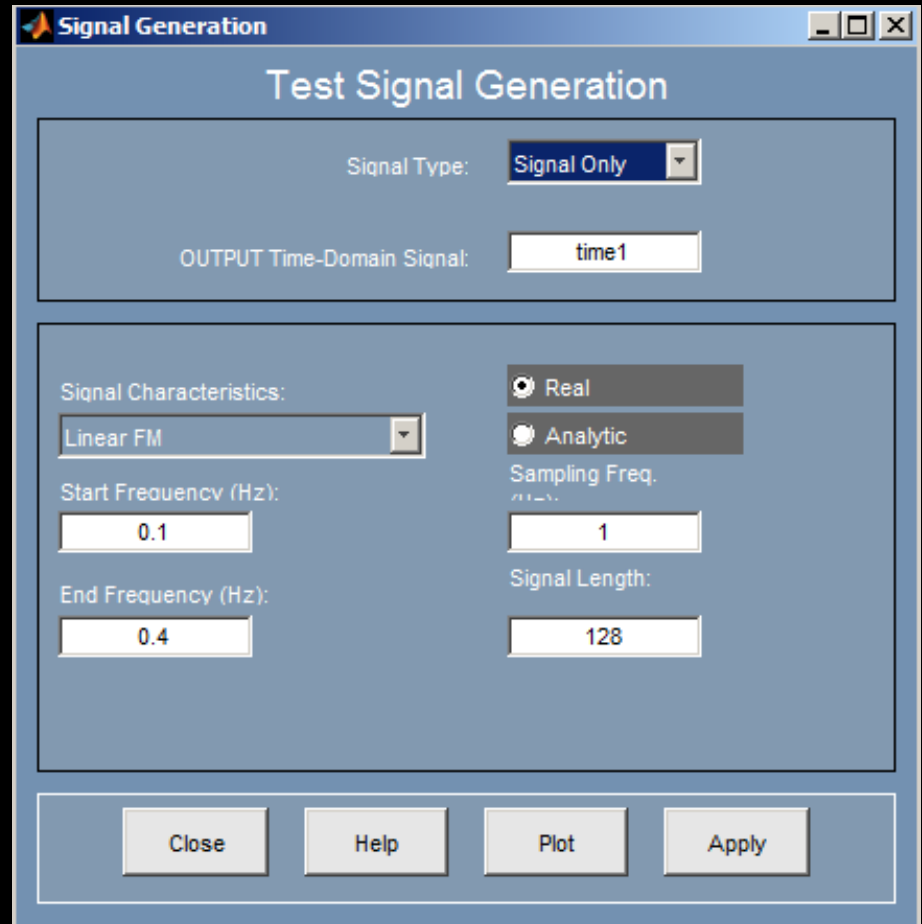 Signal Generation
Test Signal Generation
Signal Type:
Signal Only
OUTPUT Time-Domain Signal:
time1
Signal Characteristics:
Linear FM
Real
Analytic
Start Frequency (Hz):
0.1
Sampling Freq.
(Hz):
1
End Frequency (Hz):
0.4
Signal Length:
128
Close
Help
Plot
Apply